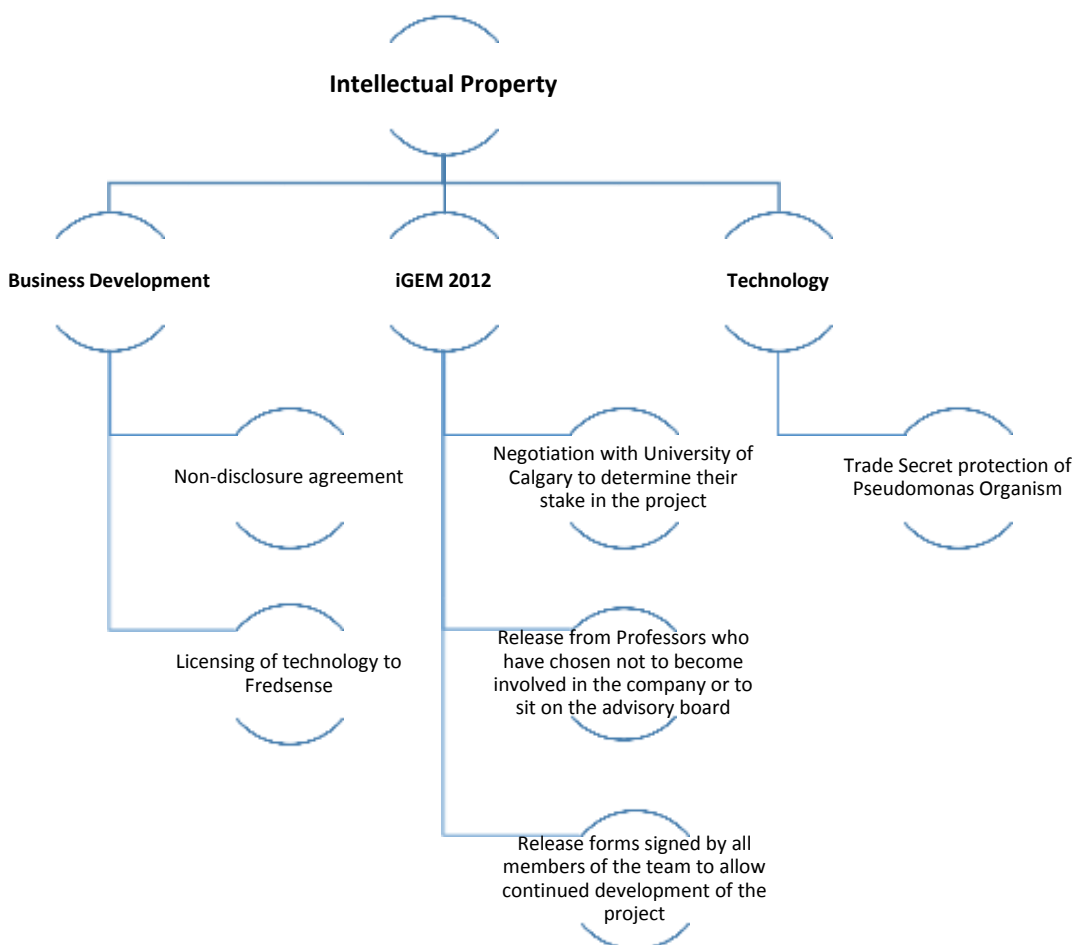 Intellectual Property
Business Development
iGEM 2012
Technology
Non-disclosure agreement
Negotiation with University of
Calgary to determine their
stake in the project
Trade Secret protection of
Pseudomonas Organism
Licensing of technology to
Fredsense
Release from Professors who
have chosen not to become
involved in the company or to
sit on the advisory board
Release forms signed by all
members of the team to allow
continued development of the
project